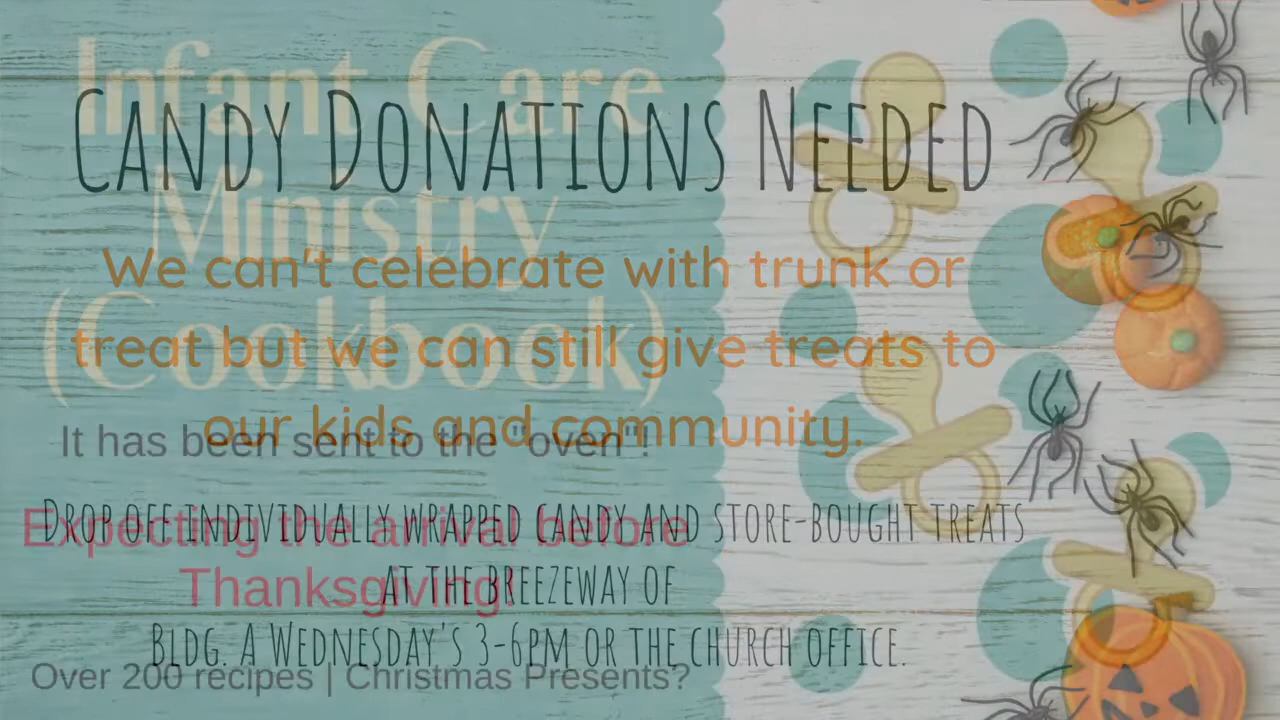 Infant Care
Ministry
(Cookbook)
It has been sent to the "oven"!
Expecting the arrival before
Thanksgiving!
Over 200 recipes | Christmas Presents?
Candy Donations Needed
We can't celebrate with trunk or
treat but we can still give treats to
our kids and community.
Drop off individually wrapped candy and store-bought treats
at the breezeway of
Bldg. A Wednesday's 3-6pm or the church office.